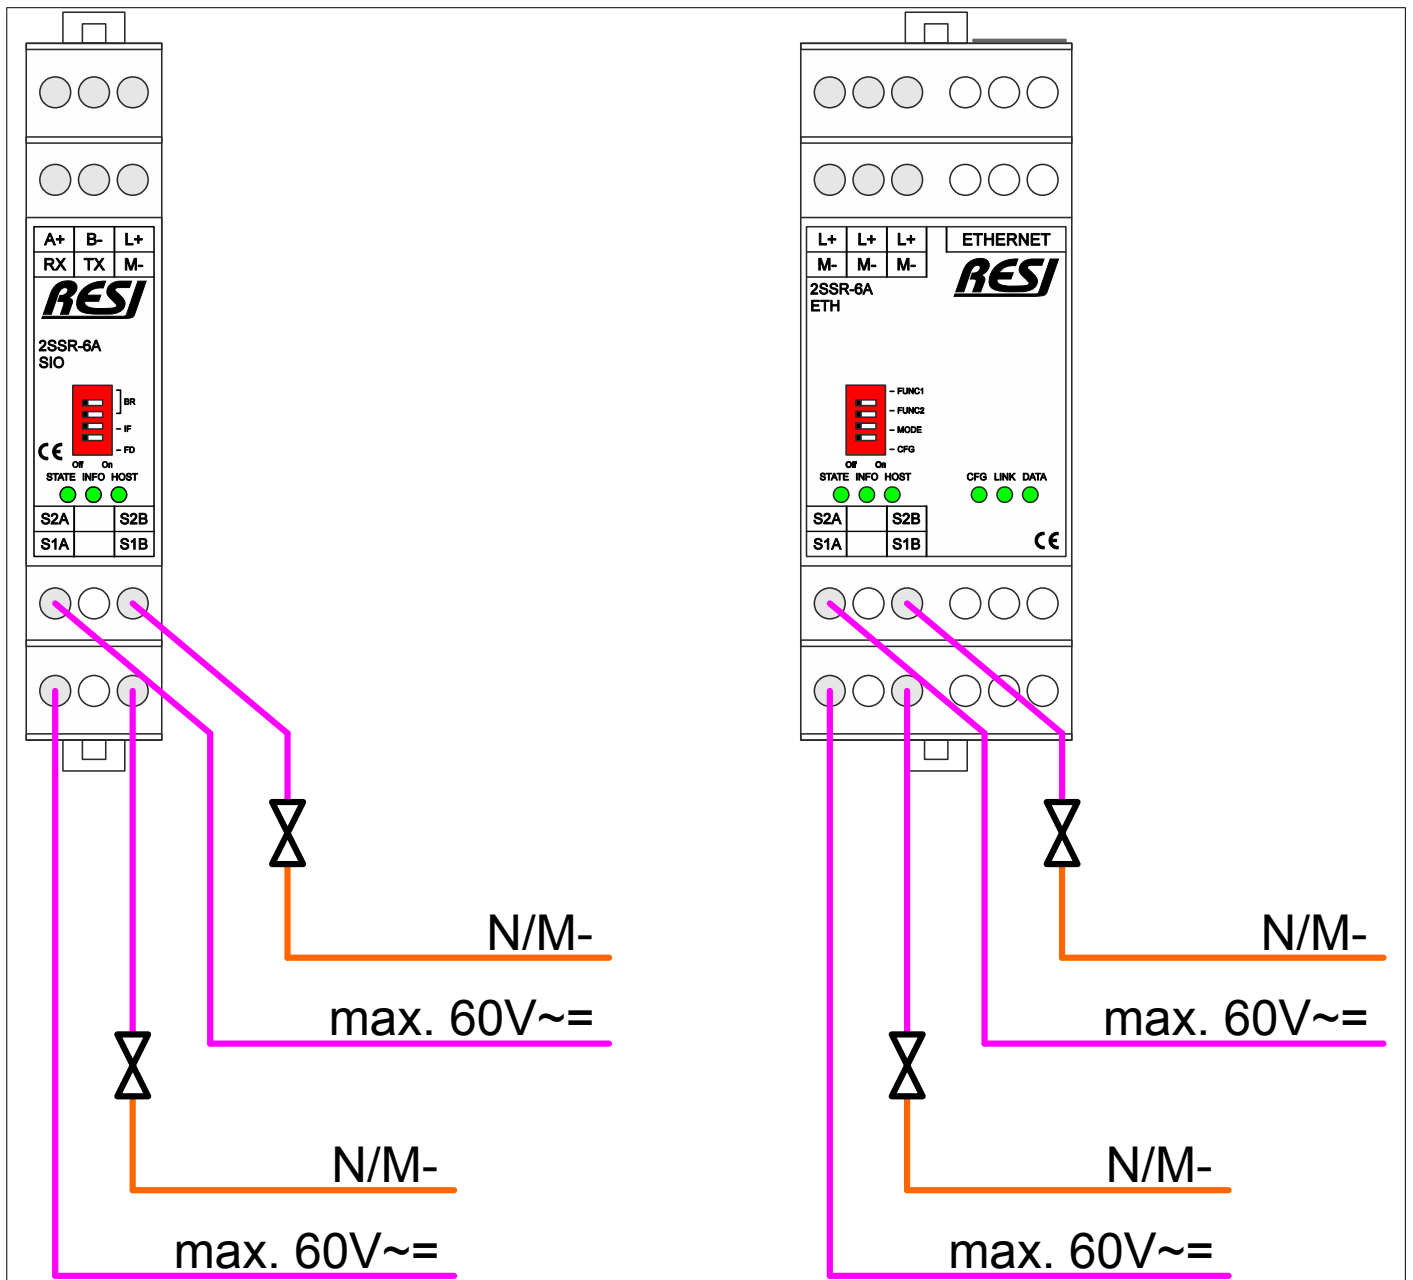 A+ B- L+
RX TX M-
RESI
2SSR-6A
SIO
BR
IF
FD
Off On
STATE INFO HOST
S2A S2B
S1A S1B
N/M-
max. 60V~=
N/M-
max. 60V~=
L+ L+ L+ ETHERNET
M- M- M-
RESI
2SSR-6A
ETH
FUNC1
FUNC2
MODE
CFG
Off On
STATE INFO HOST CFG LINK DATA
S2A S2B
S1A S1B
CE
CE
N/M-
max. 60V~=
N/M-
max. 60V~=